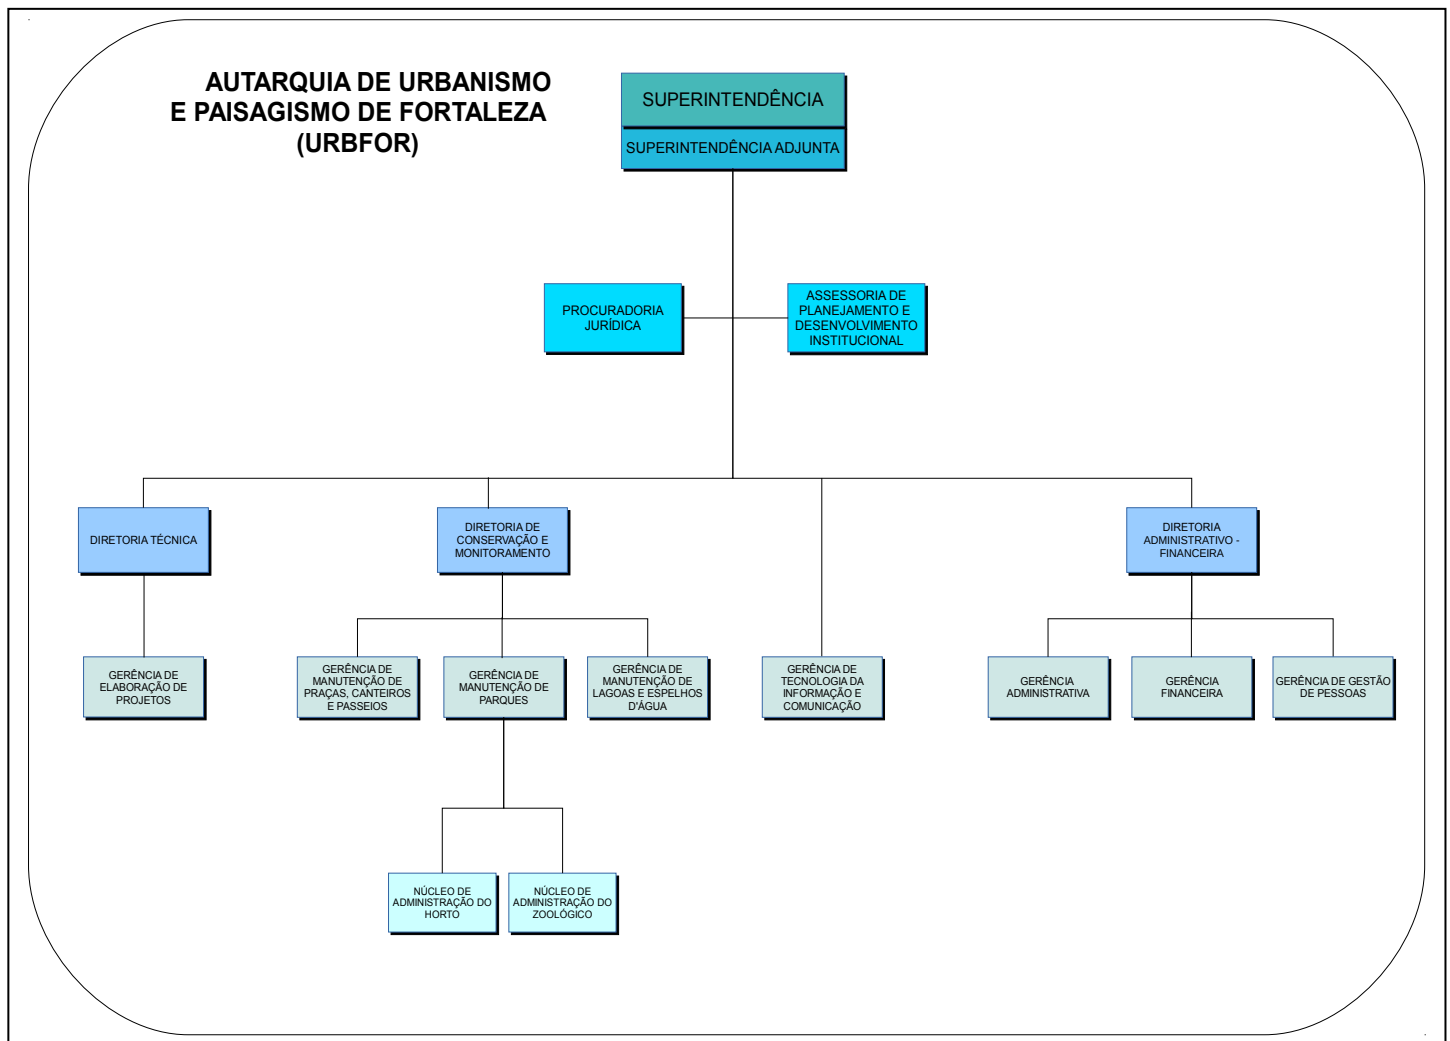 AUTARQUIA DE URBANISMO
E PAISAGISMO DE FORTALEZA
(URBFOR)
SUPERINTENDÊNCIA
SUPERINTENDÊNCIA ADJUNTA
PROCURADORIA
JURÍDICA
ASSESSORIA DE
PLANEJAMENTO E
DESENVOLVIMENTO
INSTITUCIONAL
DIRETORIA TÉCNICA
DIRETORIA DE
CONSERVAÇÃO E
MONITORAMENTO
DIRETORIA
ADMINISTRATIVO -
FINANCEIRA
GERÊNCIA DE
ELABORAÇÃO DE
PROJETOS
GERÊNCIA DE
MANUTENÇÃO DE
PRAÇAS, CANTEIROS
E PASSEIOS
GERÊNCIA DE
MANUTENÇÃO DE
PARQUES
GERÊNCIA DE
MANUTENÇÃO DE
LAGOAS E ESPELHOS
D'ÁGUA
GERÊNCIA DE
TECNOLOGIA DA
INFORMAÇÃO E
COMUNICAÇÃO
GERÊNCIA
ADMINISTRATIVA
GERÊNCIA
FINANCEIRA
GERÊNCIA DE GESTÃO
DE PESSOAS
NÚCLEO DE
ADMINISTRAÇÃO DO
HORTO
NÚCLEO DE
ADMINISTRAÇÃO DO
ZOOLÓGICO